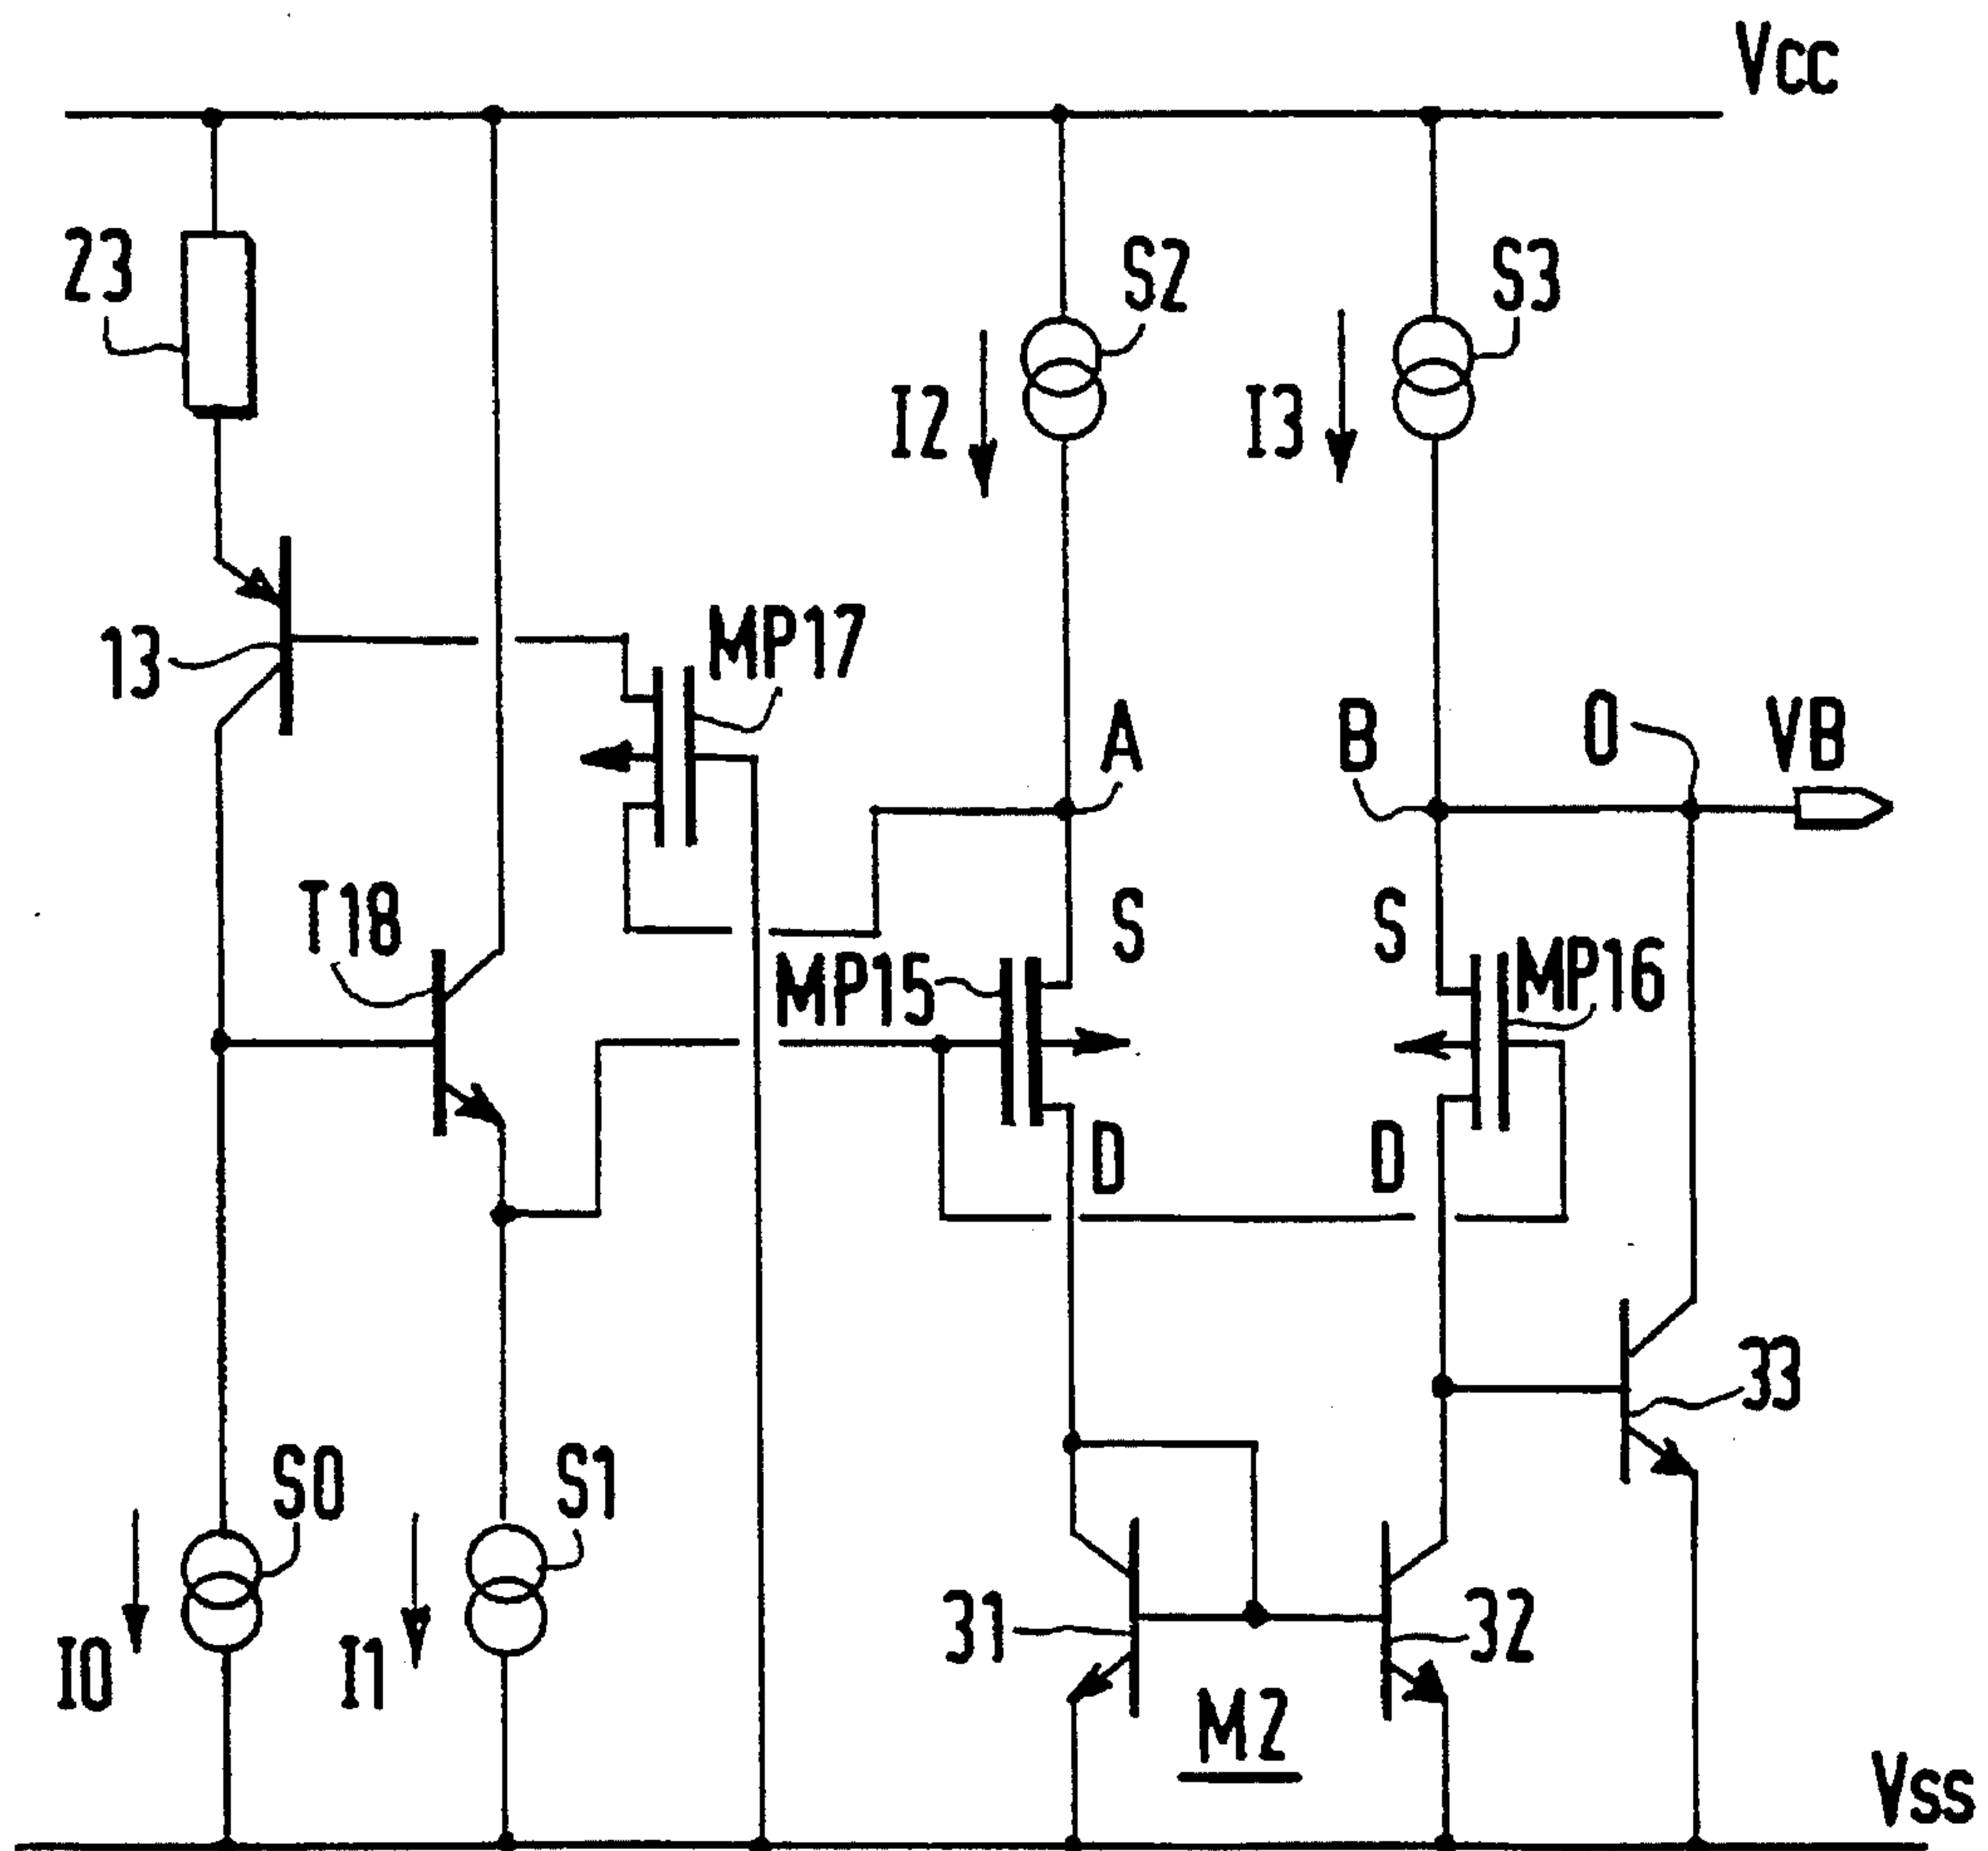 Vcc
23
S2
S3
I2
I3
13
MP17
A
B
O
VB
T18
S
S
MP15
MP16
D
D
33
S0
S1
31
32
I0
I1
M2
Vss